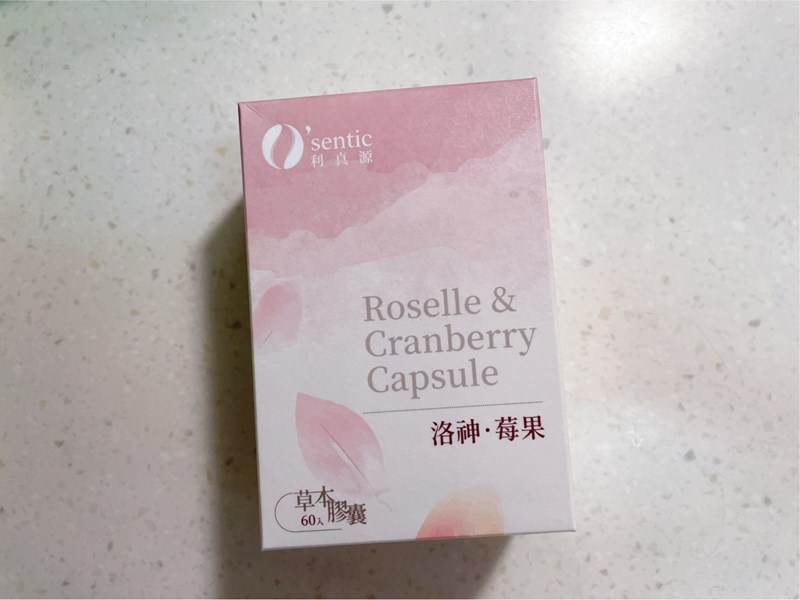 O'sentic
利真源
Roselle &
Cranberry
Capsule
洛神·莓果
草本膠囊
60入